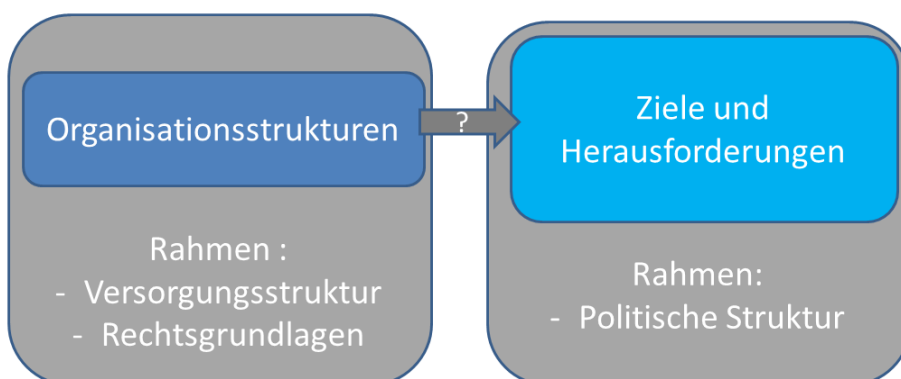 Organisationsstrukturen
Rahmen :
- Versorgungsstruktur
- Rechtsgrundlagen
?
Ziele und
Herausforderungen
Rahmen:
- Politische Struktur